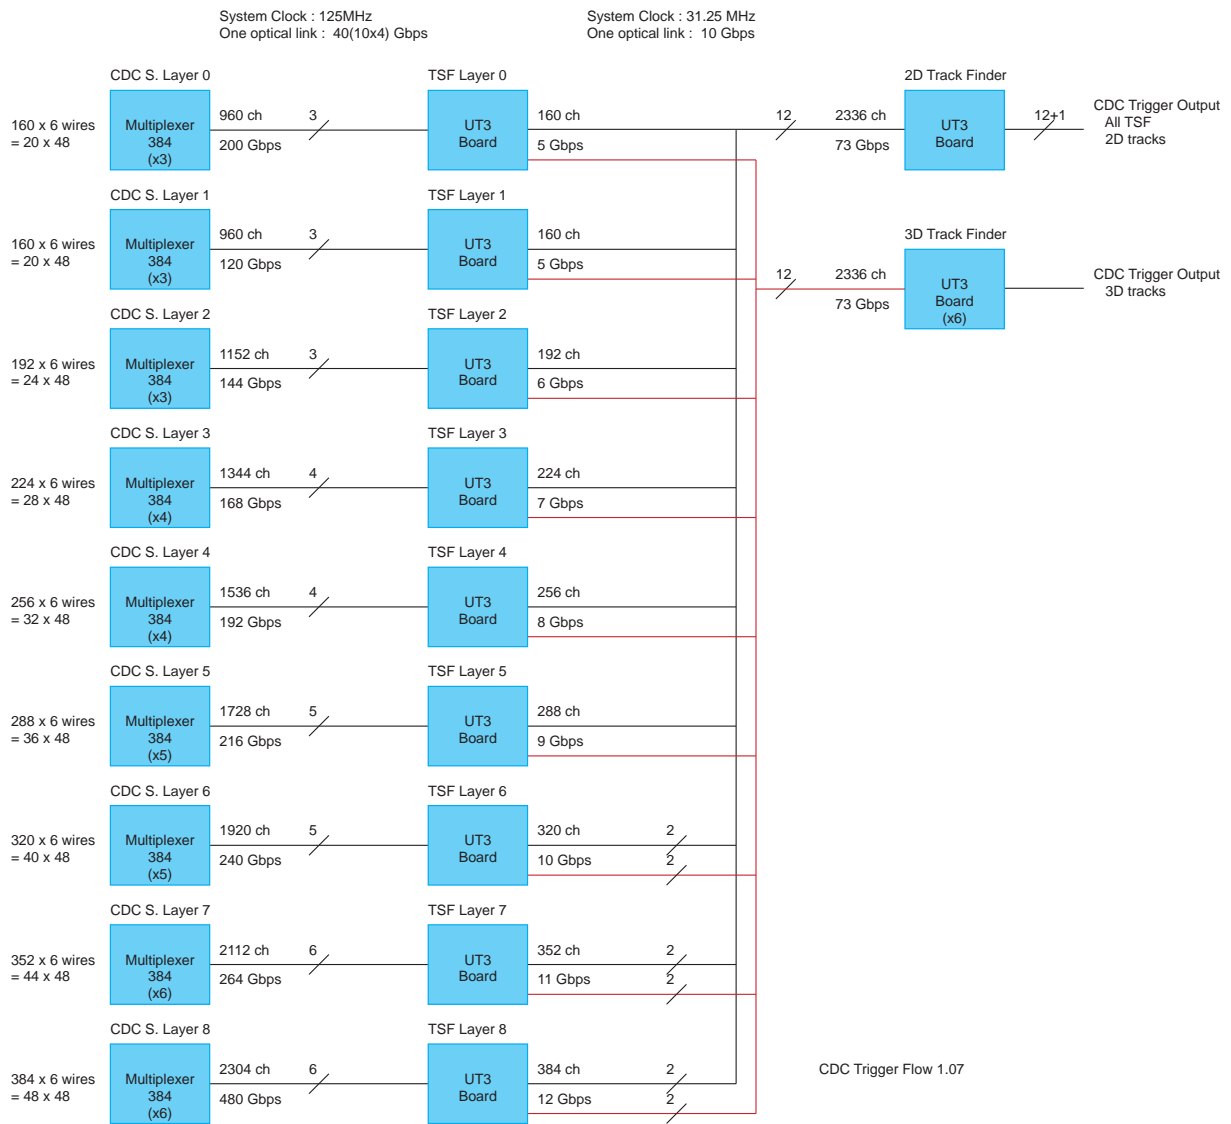 System Clock : 125MHz
One optical link : 40(10x4) Gbps
System Clock : 31.25 MHz
One optical link : 10 Gbps
CDC S. Layer 0
TSF Layer 0
2D Track Finder
160 x 6 wires
= 20 x 48
Multiplexer
384
(x3)
960 ch
3
200 Gbps
UT3
Board
160 ch
5 Gbps
12
2336 ch
73 Gbps
UT3
Board
12+1
CDC Trigger Output
All TSF
2D tracks
CDC S. Layer 1
TSF Layer 1
3D Track Finder
160 x 6 wires
= 20 x 48
Multiplexer
384
(x3)
960 ch
3
120 Gbps
UT3
Board
160 ch
5 Gbps
12
2336 ch
73 Gbps
UT3
Board
(x6)
CDC Trigger Output
3D tracks
CDC S. Layer 2
TSF Layer 2
192 x 6 wires
= 24 x 48
Multiplexer
384
(x3)
1152 ch
3
144 Gbps
UT3
Board
192 ch
6 Gbps
CDC S. Layer 3
TSF Layer 3
224 x 6 wires
= 28 x 48
Multiplexer
384
(x4)
1344 ch
4
168 Gbps
UT3
Board
224 ch
7 Gbps
CDC S. Layer 4
TSF Layer 4
256 x 6 wires
= 32 x 48
Multiplexer
384
(x4)
1536 ch
4
192 Gbps
UT3
Board
256 ch
8 Gbps
CDC S. Layer 5
TSF Layer 5
288 x 6 wires
= 36 x 48
Multiplexer
384
(x5)
1728 ch
5
216 Gbps
UT3
Board
288 ch
9 Gbps
CDC S. Layer 6
TSF Layer 6
320 x 6 wires
= 40 x 48
Multiplexer
384
(x5)
1920 ch
5
240 Gbps
UT3
Board
320 ch
2
10 Gbps
2
CDC S. Layer 7
TSF Layer 7
352 x 6 wires
= 44 x 48
Multiplexer
384
(x6)
2112 ch
6
264 Gbps
UT3
Board
352 ch
2
11 Gbps
2
CDC S. Layer 8
TSF Layer 8
384 x 6 wires
= 48 x 48
Multiplexer
384
(x6)
2304 ch
6
480 Gbps
UT3
Board
384 ch
2
12 Gbps
2
CDC Trigger Flow 1.07